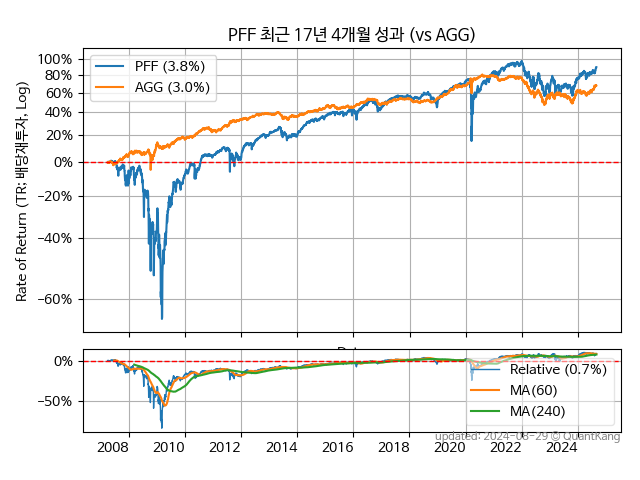 PFF 최근 17년 4개월 성과 (vs AGG)
Rate of Return (TR; 배당재투자, Log)
100%
80%
60%
40%
20%
0%
−20%
−40%
−60%
PFF (3.8%)
AGG (3.0%)
0%
−50%
Relative (0.7%)
MA(60)
MA(240)
updated: 2024-08-29 © QuantKang
2008 2010 2012 2014 2016 2018 2020 2022 2024